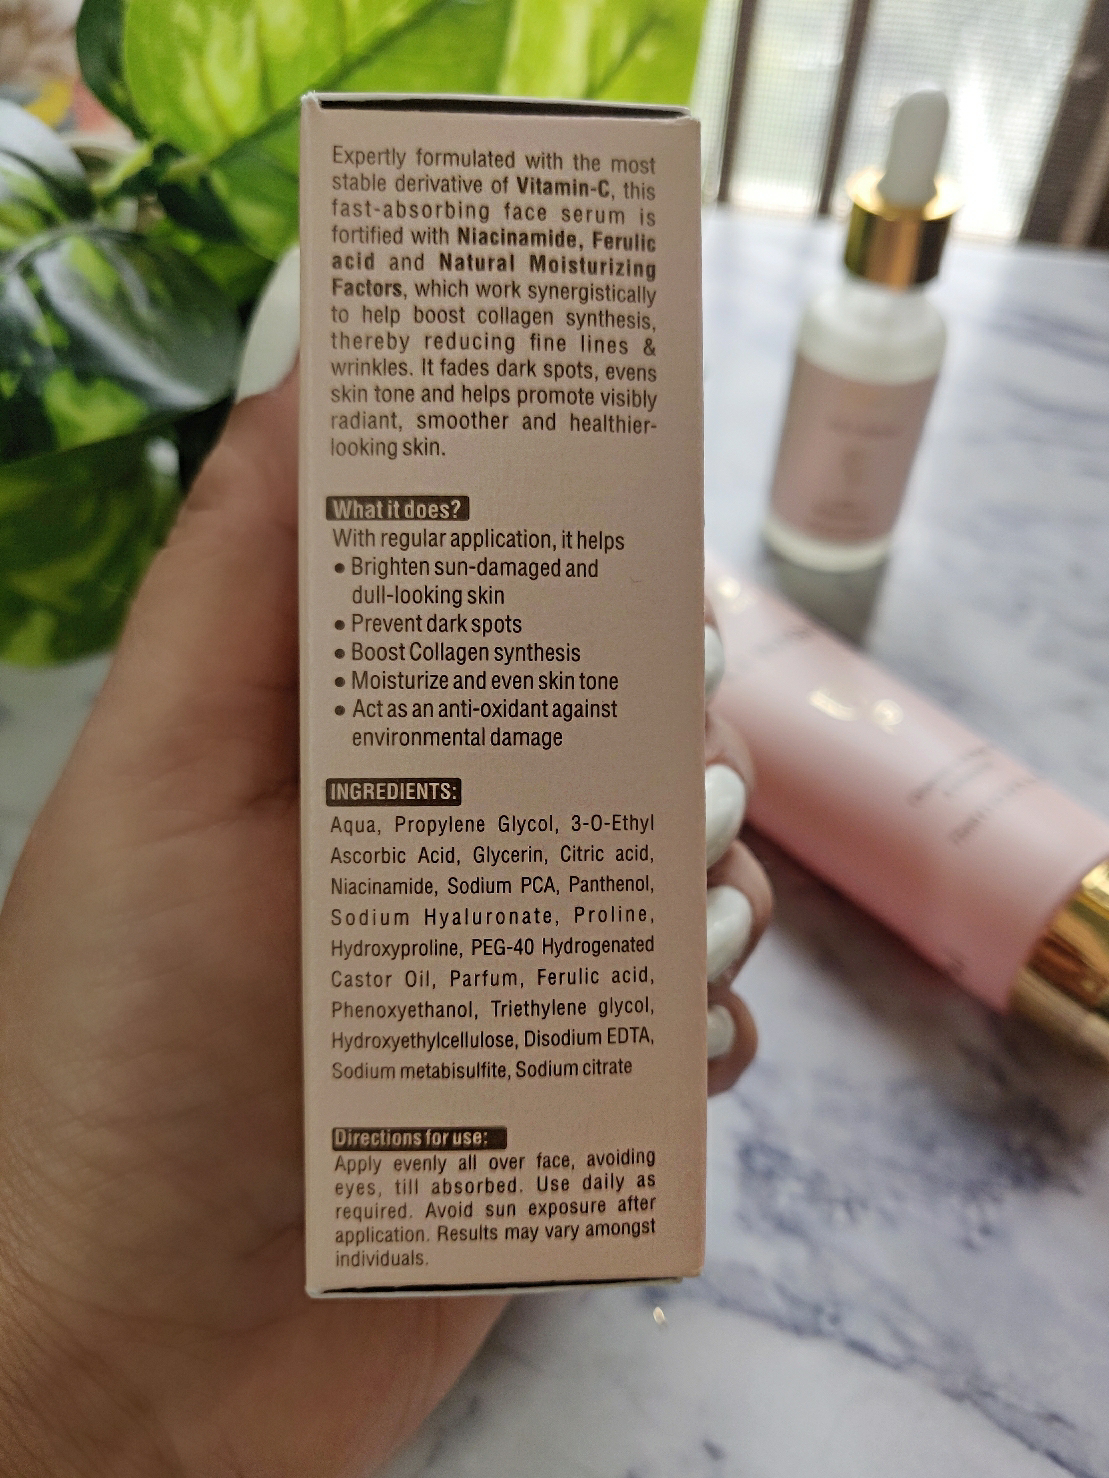 Expertly formulated with the most
stable derivative of Vitamin-C, this
fast-absorbing face serum is
fortified with Niacinamide, Ferulic
acid and Natural Moisturizing
Factors, which work synergistically
to help boost collagen synthesis,
thereby reducing fine lines &
wrinkles. It fades dark spots, evens
skin tone and helps promote visibly
radiant, smoother and healthier-
looking skin.
What it does?
With regular application, it helps
• Brighten sun-damaged and
dull-looking skin
• Prevent dark spots
• Boost Collagen synthesis
• Moisturize and even skin tone
• Act as an anti-oxidant against
environmental damage
INGREDIENTS:
Aqua, Propylene Glycol, 3-O-Ethyl
Ascorbic Acid, Glycerin, Citric acid,
Niacinamide, Sodium PCA, Panthenol,
Sodium Hyaluronate, Proline,
Hydroxyproline, PEG-40 Hydrogenated
Castor Oil, Parfum, Ferulic acid,
Phenoxyethanol, Triethylene glycol,
Hydroxyethylcellulose, Disodium EDTA,
Sodium metabisulfite, Sodium citrate
Directions for use:
Apply evenly all over face, avoiding
eyes, till absorbed. Use daily as
required. Avoid sun exposure after
application. Results may vary amongst
individuals.